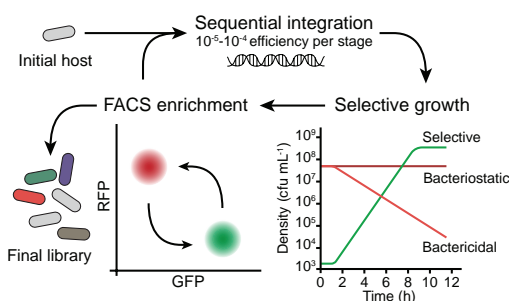 Sequential integration
10⁻⁵-10⁻⁴ efficiency per stage
Initial host
FACS enrichment
Selective growth
Final library
RFP
GFP
Density (cfu mL⁻¹)
10⁹
10⁸
10⁷
10⁶
10⁵
10⁴
10³
Selective
Bacteriostatic
Bactericidal
0 2 4 6 8 10 12
Time (h)